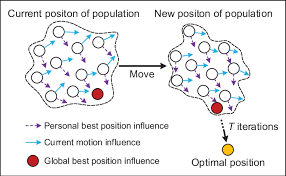 Current positon of population
New positon of population
Move
Personal best position influence
Current motion influence
Global best position influence
T iterations
Optimal position